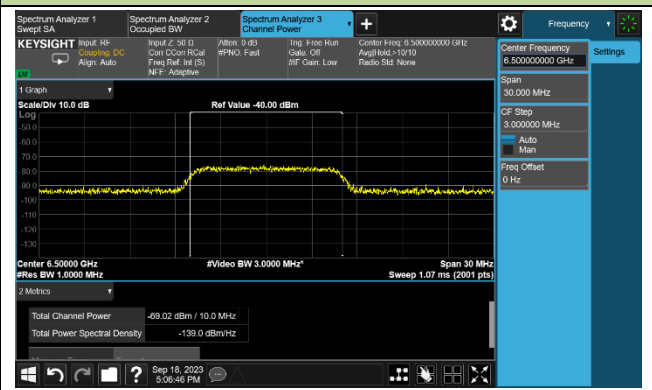 Spectrum Analyzer 1
Swept SA
Spectrum Analyzer 2
Occupied BW
Spectrum Analyzer 3
Channel Power
Frequency
KEYSIGHT
Input: RF
Coupling: DC
Align: Auto
Input Z: 50 Ω
Corr CCorr RCal
Freq Ref: Int (S)
NFE: Adaptive
Atten: 0 dB
#PNO: Fast
Trig: Free Run
Gate: Off
#IF Gain: Low
Center Freq: 6.500000000 GHz
Avg|Hold:>10/10
Radio Std: None
Center Frequency
6.500000000 GHz
Settings
Span
30.000 MHz
CF Step
3.000000 MHz
Auto
Man
Freq Offset
0 Hz
1 Graph
Scale/Div 10.0 dB
Ref Value -40.00 dBm
Log
-50.0
-60.0
-70.0
-80.0
-90.0
-100
-110
-120
-130
Center 6.50000 GHz
#Video BW 3.0000 MHz*
Span 30 MHz
#Res BW 1.0000 MHz
Sweep 1.07 ms (2001 pts)
2 Metrics
Total Channel Power
-69.02 dBm / 10.0 MHz
Total Power Spectral Density
-139.0 dBm/Hz
Sep 18, 2023
5:06:46 PM